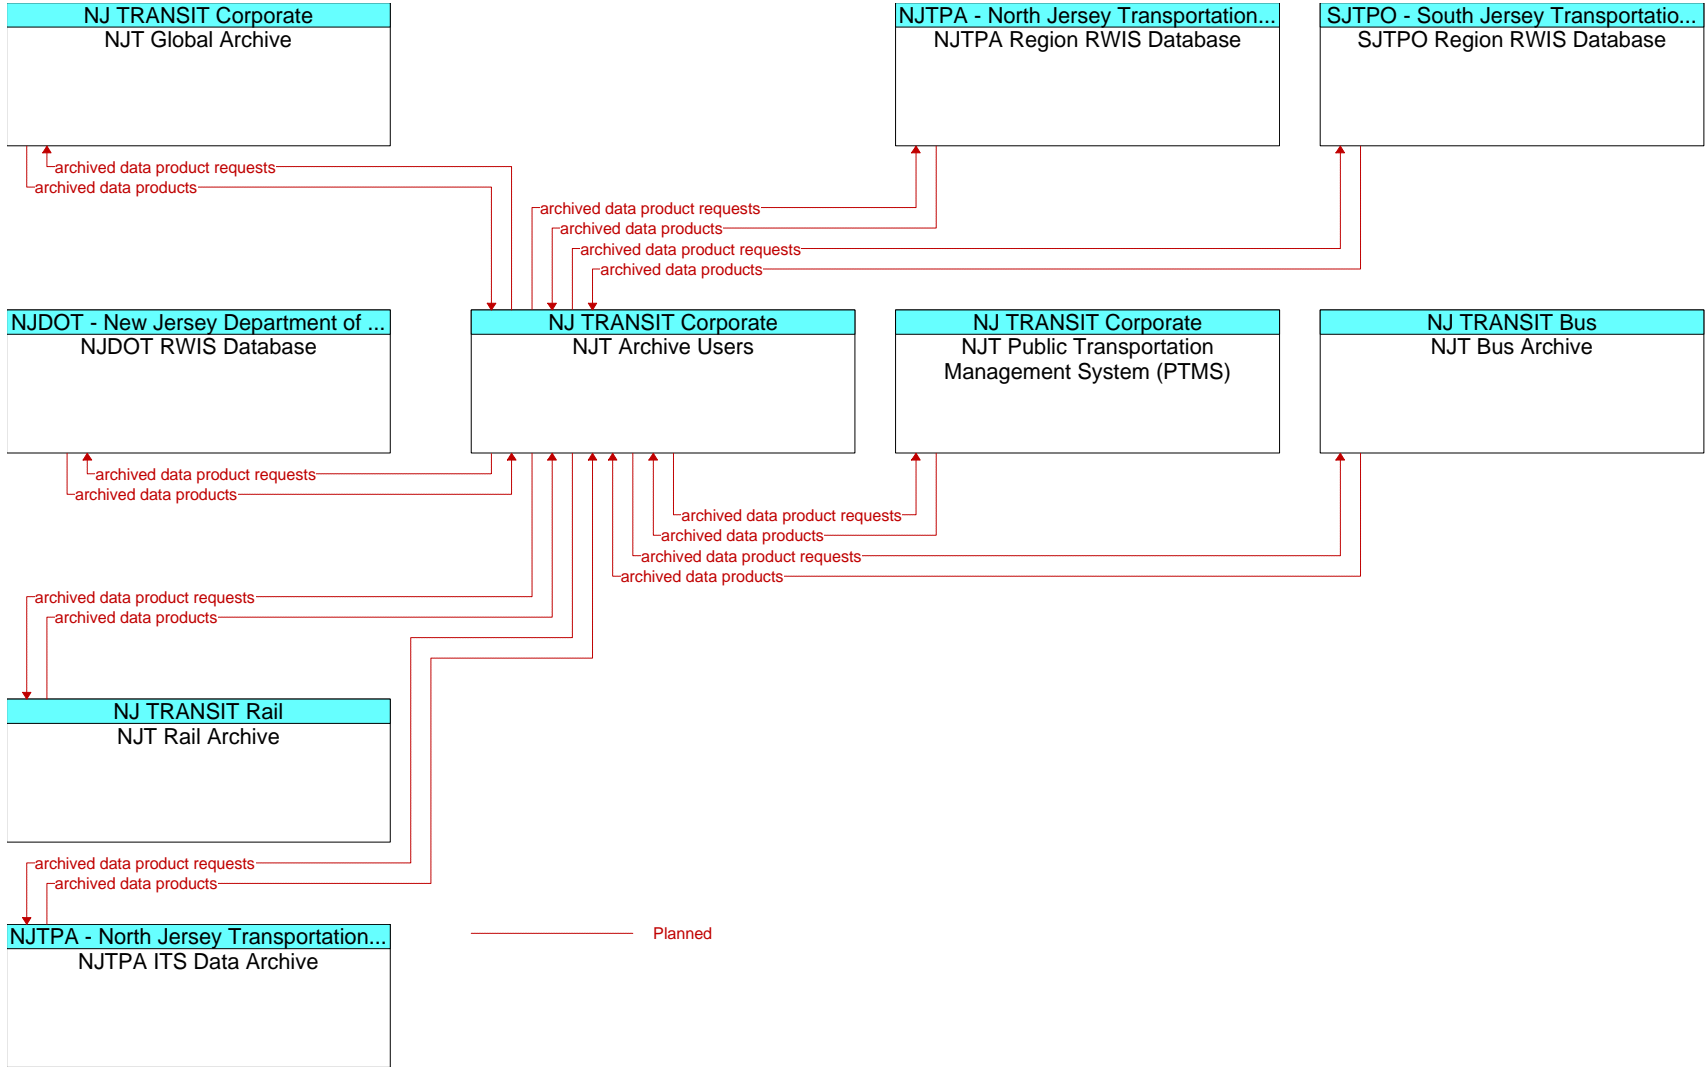 NJ TRANSIT Corporate
NJT Global Archive
NJTPA - North Jersey Transportation...
NJTPA Region RWIS Database
SJTPO - South Jersey Transportatio...
SJTPO Region RWIS Database
archived data product requests
archived data products
archived data product requests
archived data products
archived data product requests
archived data products
NJDOT - New Jersey Department of ...
NJDOT RWIS Database
NJ TRANSIT Corporate
NJT Archive Users
NJ TRANSIT Corporate
NJT Public Transportation
Management System (PTMS)
NJ TRANSIT Bus
NJT Bus Archive
archived data product requests
archived data products
archived data product requests
archived data products
archived data product requests
archived data products
archived data product requests
archived data products
NJ TRANSIT Rail
NJT Rail Archive
archived data product requests
archived data products
NJTPA - North Jersey Transportation...
NJTPA ITS Data Archive
Planned